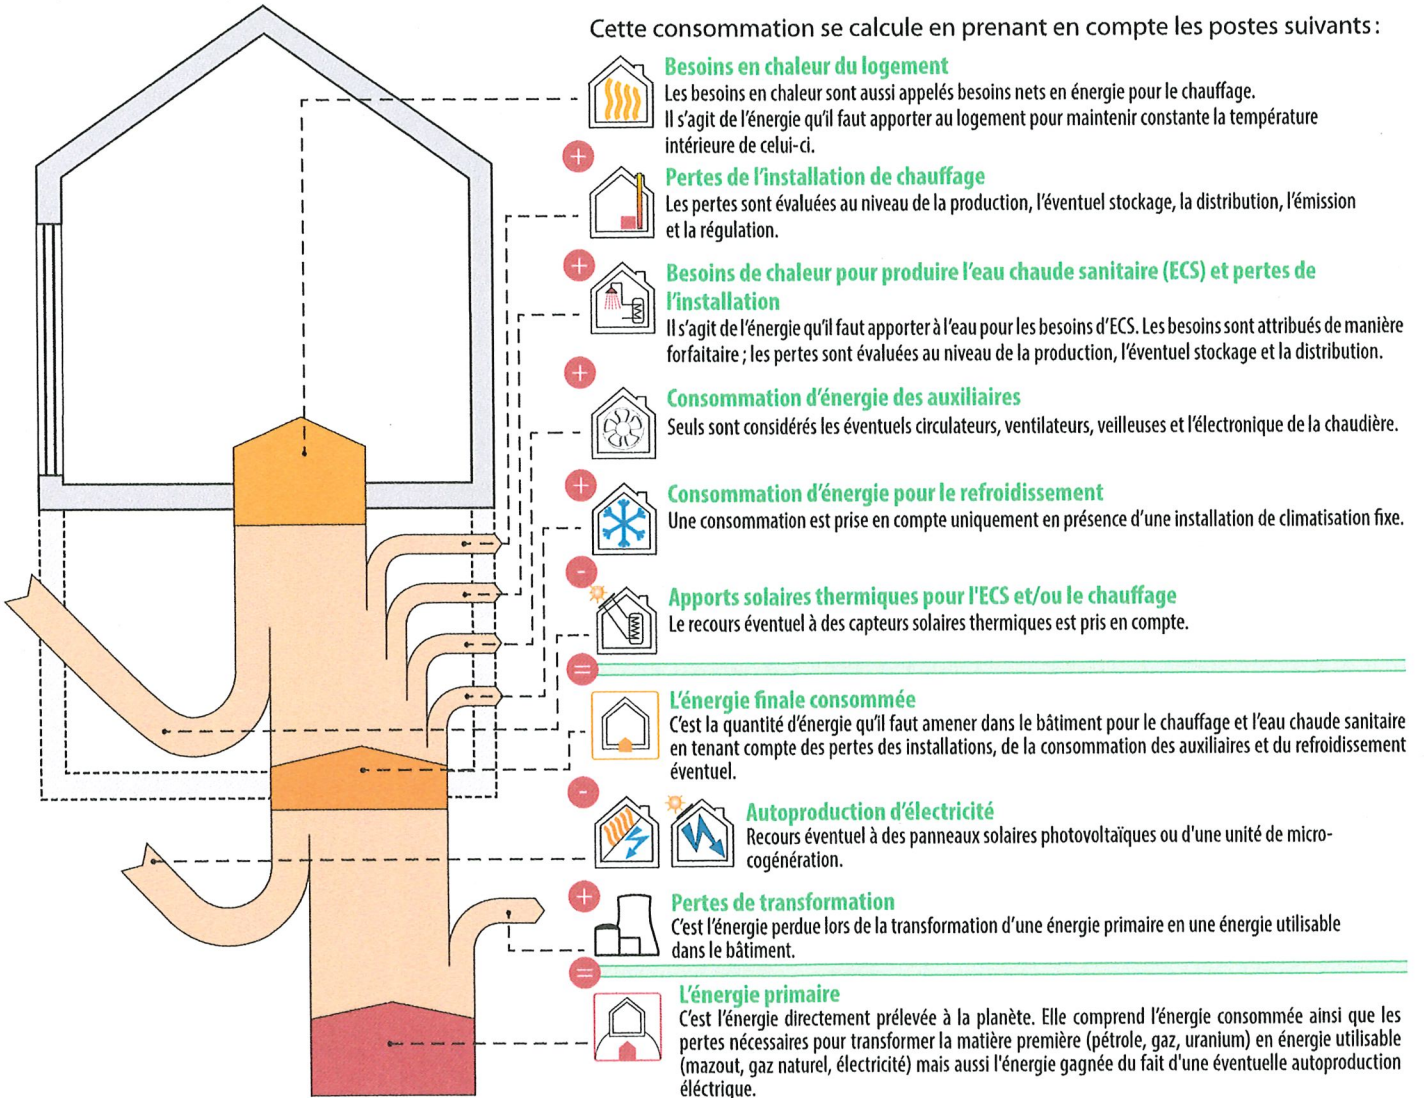 Cette consommation se calcule en prenant en compte les postes suivants :
Besoins en chaleur du logement
Les besoins en chaleur sont aussi appelés besoins nets en énergie pour le chauffage.
Il s'agit de l'énergie qu'il faut apporter au logement pour maintenir constante la température
intérieure de celui-ci.
+
Pertes de l'installation de chauffage
Les pertes sont évaluées au niveau de la production, l'éventuel stockage, la distribution, l'émission
et la régulation.
+
Besoins de chaleur pour produire l'eau chaude sanitaire (ECS) et pertes de
l'installation
Il s'agit de l'énergie qu'il faut apporter à l'eau pour les besoins d'ECS. Les besoins sont attribués de manière
forfaitaire ; les pertes sont évaluées au niveau de la production, l'éventuel stockage et la distribution.
+
Consommation d'énergie des auxiliaires
Seuls sont considérés les éventuels circulateurs, ventilateurs, veilleuses et l'électronique de la chaudière.
+
Consommation d'énergie pour le refroidissement
Une consommation est prise en compte uniquement en présence d'une installation de climatisation fixe.
-
Apports solaires thermiques pour l'ECS et/ou le chauffage
Le recours éventuel à des capteurs solaires thermiques est pris en compte.
=
L'énergie finale consommée
C'est la quantité d'énergie qu'il faut amener dans le bâtiment pour le chauffage et l'eau chaude sanitaire
en tenant compte des pertes des installations, de la consommation des auxiliaires et du refroidissement
éventuel.
-
Autoproduction d'électricité
Recours éventuel à des panneaux solaires photovoltaïques ou d'une unité de micro-
cogénération.
+
Pertes de transformation
C'est l'énergie perdue lors de la transformation d'une énergie primaire en une énergie utilisable
dans le bâtiment.
=
L'énergie primaire
C'est l'énergie directement prélevée à la planète. Elle comprend l'énergie consommée ainsi que les
pertes nécessaires pour transformer la matière première (pétrole, gaz, uranium) en énergie utilisable
(mazout, gaz naturel, électricité) mais aussi l'énergie gagnée du fait d'une éventuelle autoproduction
éléctrique.